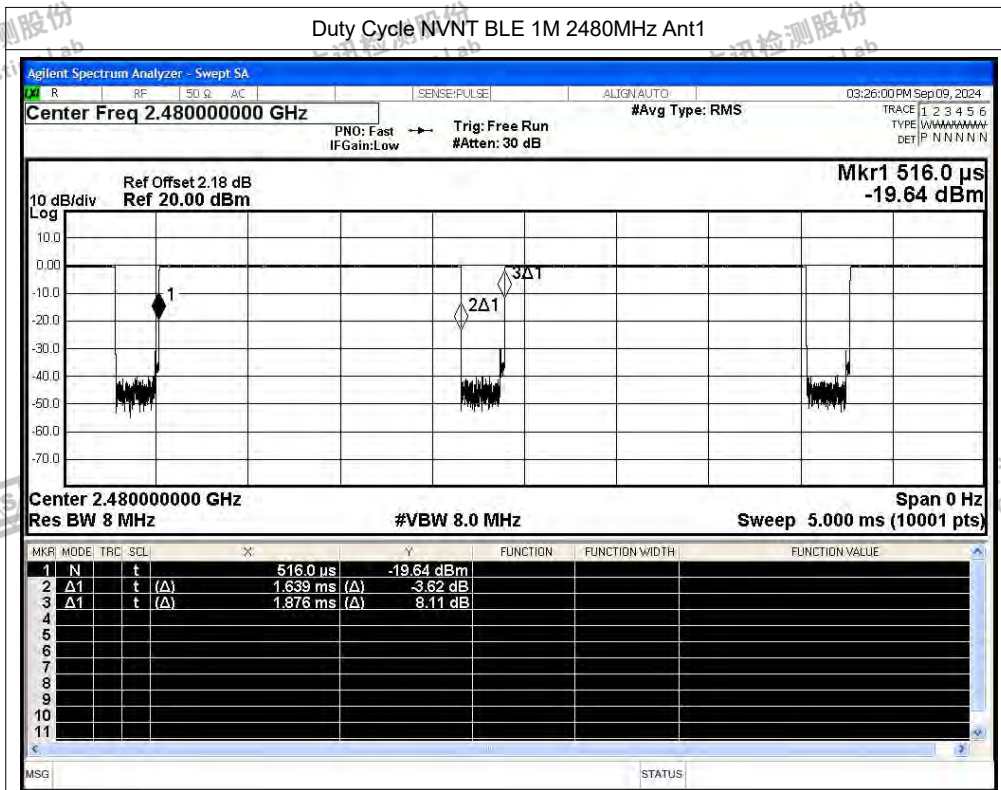 测股份
Duty Cycle NVNT BLE 1M 2480MHz Ant1
Agilent Spectrum Analyzer - Swept SA
LXI R RF 50 Ω AC SENSE:PULSE ALIGN AUTO 03:26:00 PM Sep 09, 2024
Center Freq 2.480000000 GHz #Avg Type: RMS TRACE 1 2 3 4 5 6
PNO: Fast Trig: Free Run TYPE WWWWWW
IFGain:Low #Atten: 30 dB DET P N N N N N
Mkr1 516.0 µs
Ref Offset 2.18 dB
10 dB/div Ref 20.00 dBm -19.64 dBm
Log
10.0
0.00
3Δ1
-10.0
1
2Δ1
-20.0
-30.0
-40.0
-50.0
-60.0
-70.0
Center 2.480000000 GHz Span 0 Hz
Res BW 8 MHz #VBW 8.0 MHz Sweep 5.000 ms (10001 pts)
MKR MODE TRC SCL X Y FUNCTION FUNCTION WIDTH FUNCTION VALUE
1 N t 516.0 µs -19.64 dBm
2 Δ1 t (Δ) 1.639 ms (Δ) -3.62 dB
3 Δ1 t (Δ) 1.876 ms (Δ) 8.11 dB
4
5
6
7
8
9
10
11
MSG STATUS